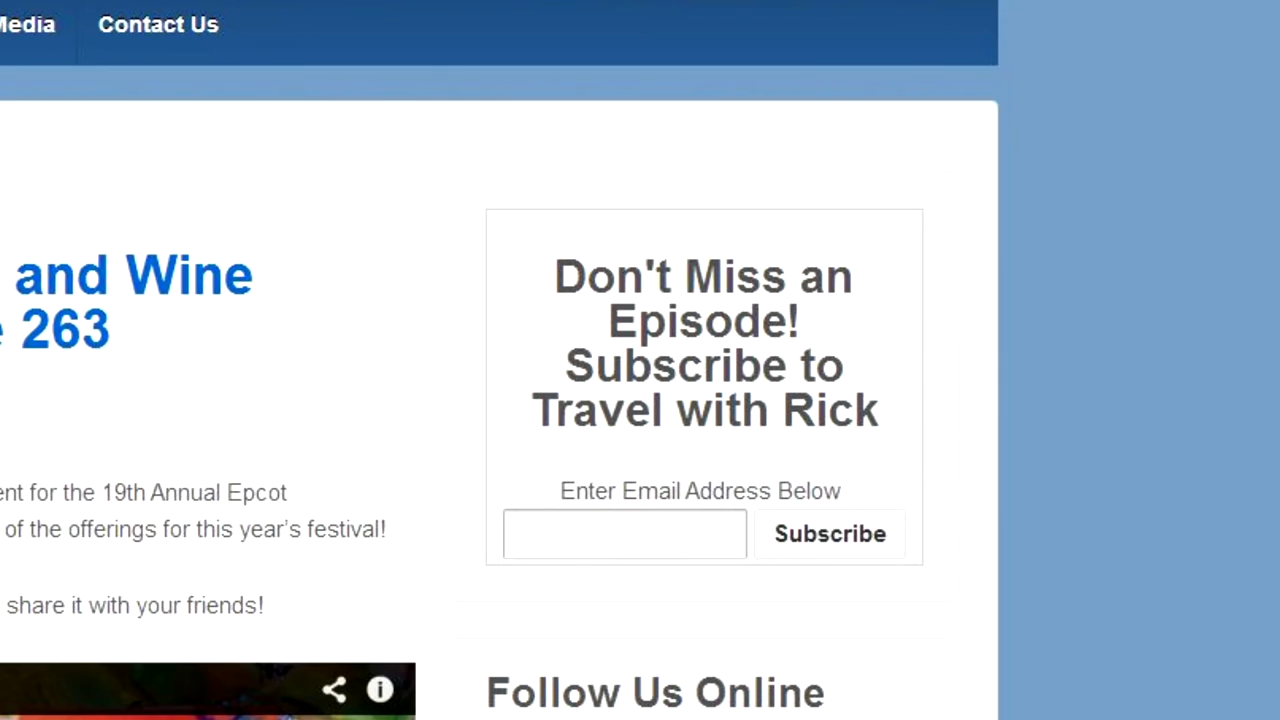 Media
Contact Us
and Wine
263
Don't Miss an
Episode!
Subscribe to
Travel with Rick
ent for the 19th Annual Epcot
of the offerings for this year's festival!
Enter Email Address Below
Subscribe
share it with your friends!
Follow Us Online